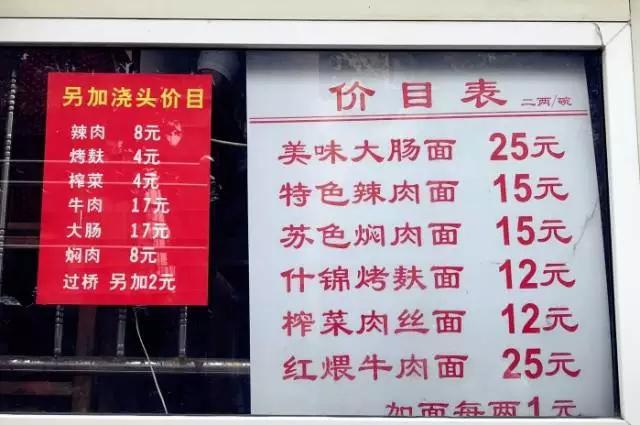 另加浇头价目
辣肉 8元
烤麸 4元
榨菜 4元
牛肉 17元
大肠 17元
焖肉 8元
过桥 另加2元
价目表 二两/碗
美味大肠面 25元
特色辣肉面 15元
苏色焖肉面 15元
什锦烤麸面 12元
榨菜肉丝面 12元
红煨牛肉面 25元
加面每两1元